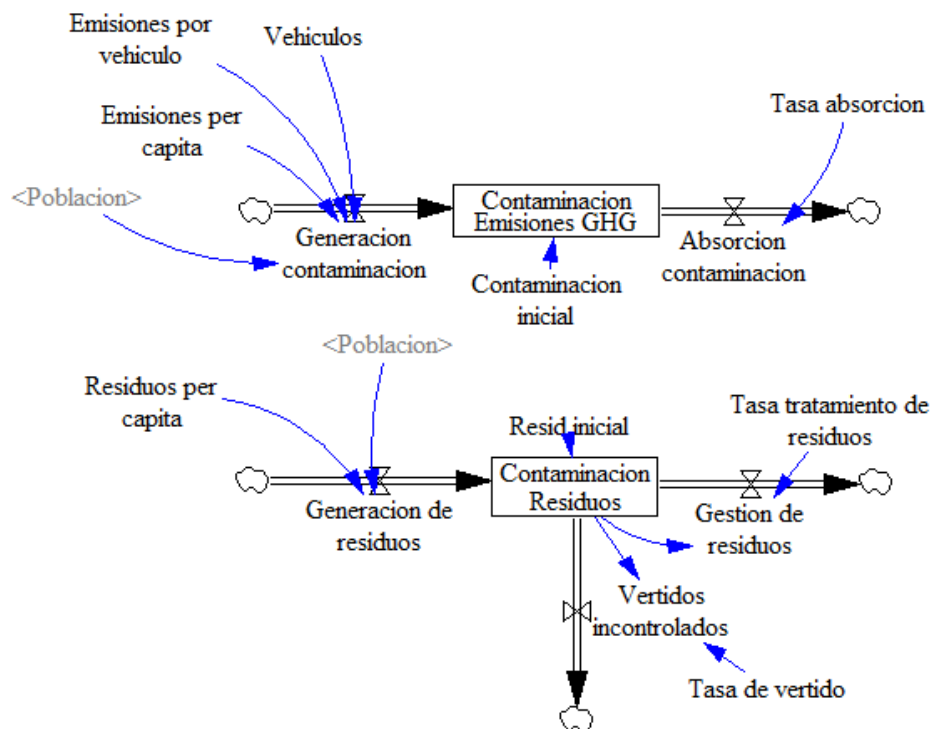 Emisiones por
vehiculo
Vehiculos
Emisiones per
capita
Tasa absorcion
<Poblacion>
Contaminacion
Emisiones GHG
Generacion
contaminacion
Absorcion
contaminacion
Contaminacion
inicial
<Poblacion>
Residuos per
capita
Resid inicial
Tasa tratamiento de
residuos
Contaminacion
Residuos
Generacion de
residuos
Gestion de
residuos
Vertidos
incontrolados
Tasa de vertido